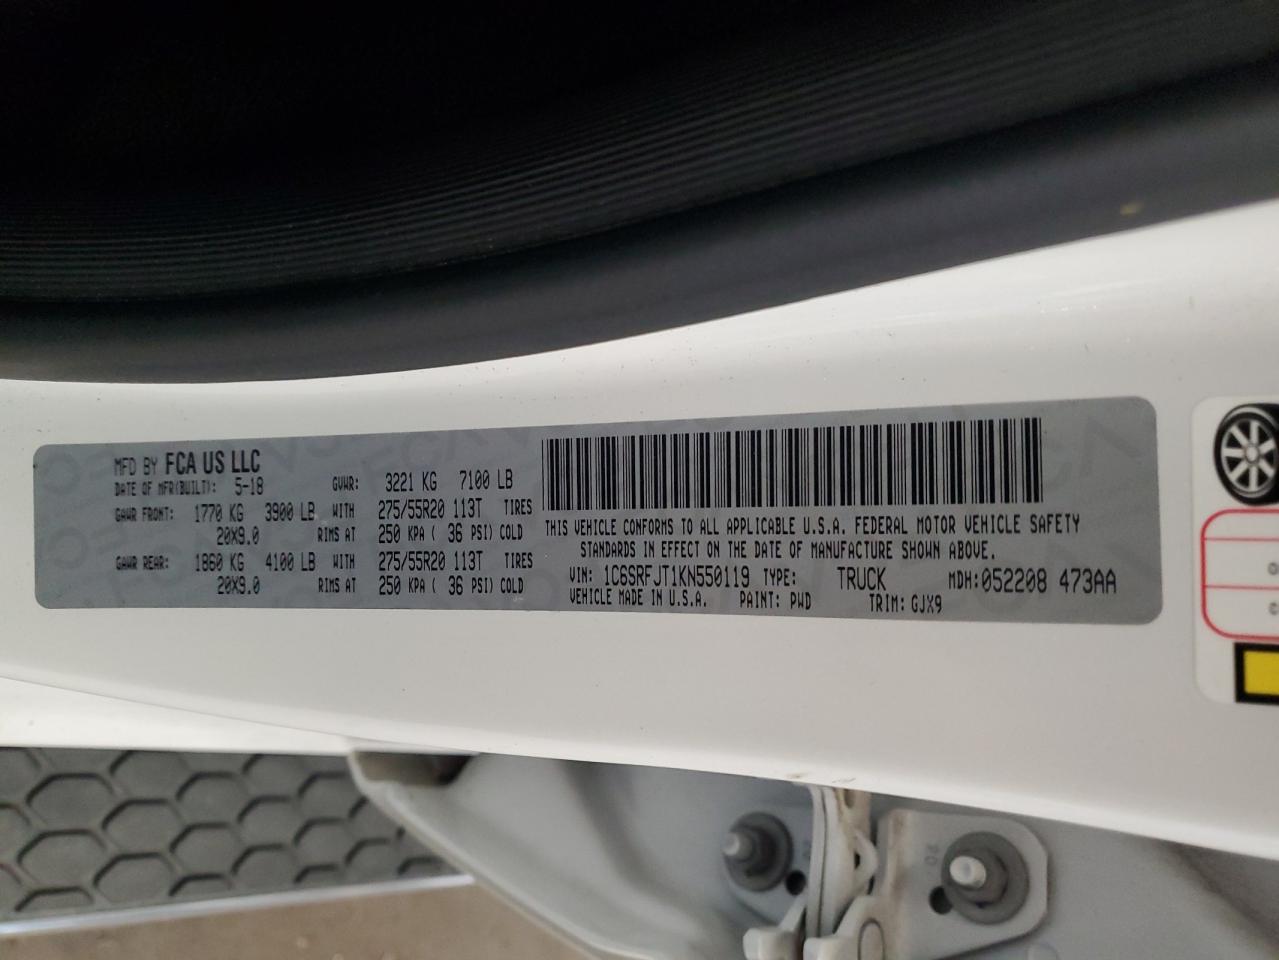 MFD BY FCA US LLC
DATE OF MFR(BUILT): 5-18 GVWR: 3221 KG 7100 LB
GAWR FRONT: 1770 KG 3900 LB WITH 275/55R20 113T TIRES
20X9.0 RIMS AT 250 KPA ( 36 PSI) COLD
GAWR REAR: 1860 KG 4100 LB WITH 275/55R20 113T TIRES
20X9.0 RIMS AT 250 KPA ( 36 PSI) COLD
THIS VEHICLE CONFORMS TO ALL APPLICABLE U.S.A. FEDERAL MOTOR VEHICLE SAFETY
STANDARDS IN EFFECT ON THE DATE OF MANUFACTURE SHOWN ABOVE.
VIN: 1C6SRFJT1KN550119 TYPE: TRUCK MDH:052208 473AA
VEHICLE MADE IN U.S.A. PAINT: PWD TRIM: GJX9